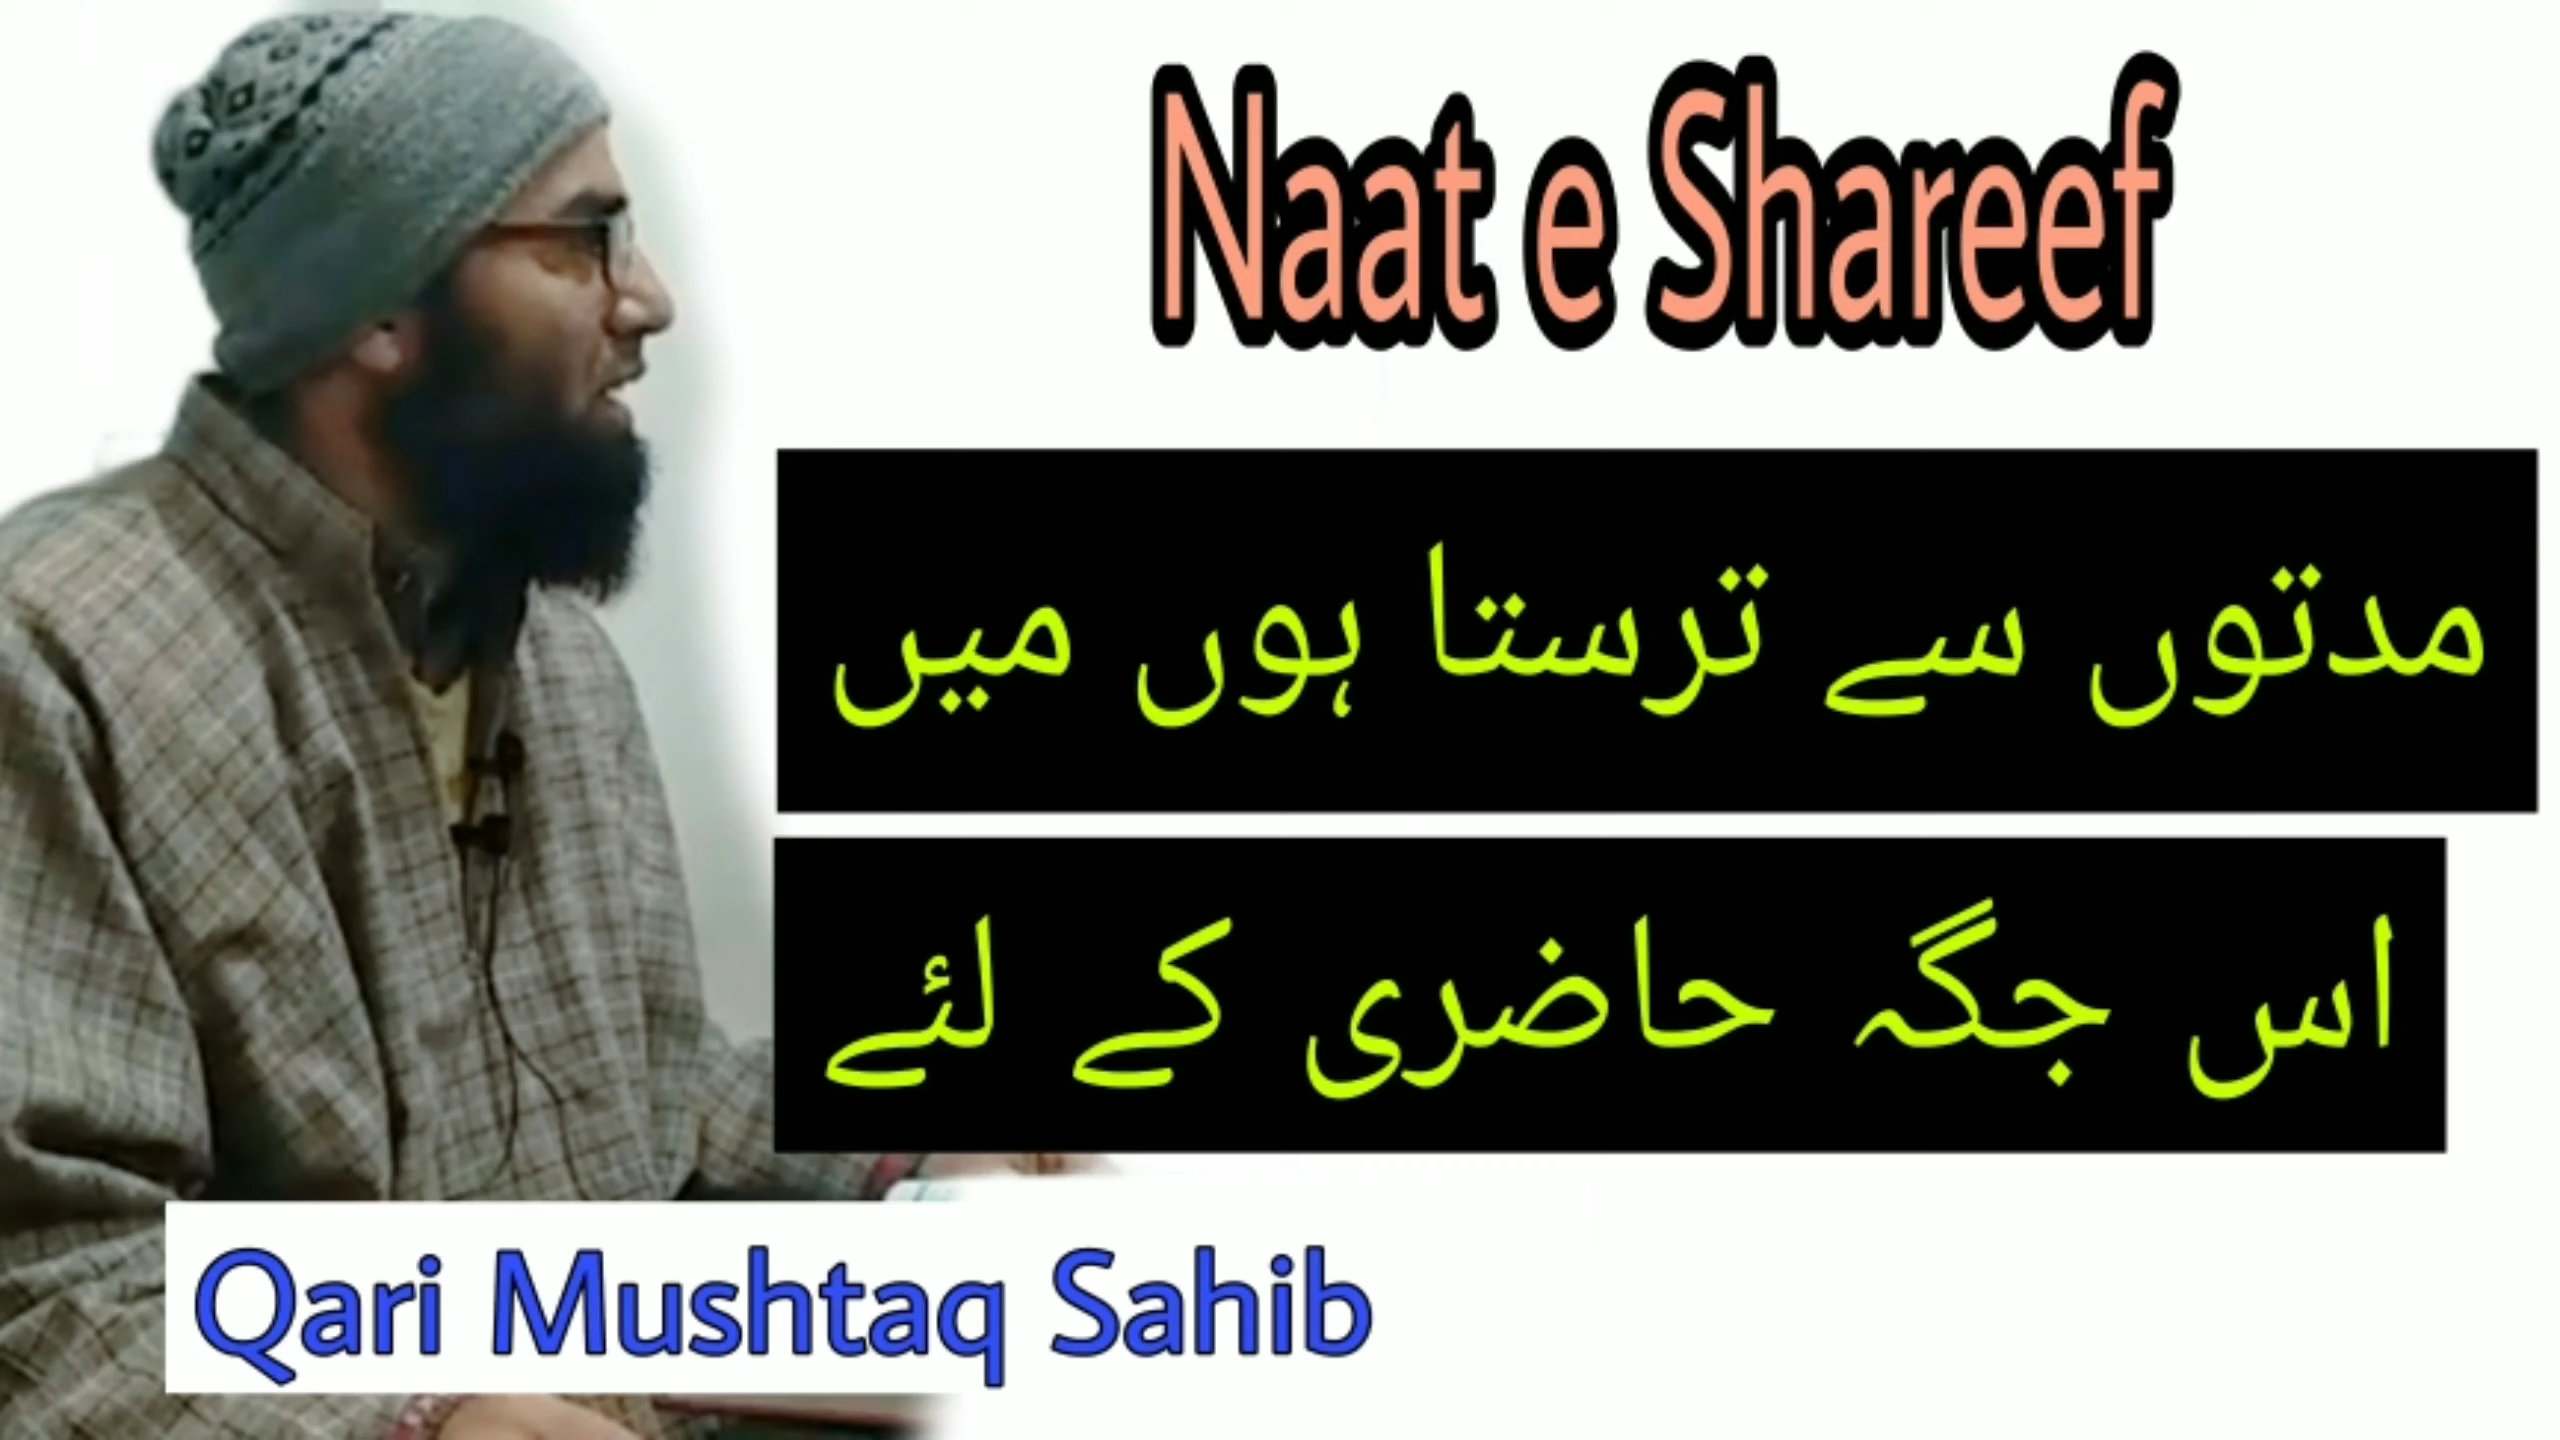 Naat e Shareef
مدتوں سے ترستا ہوں میں
اس جگہ حاضری کے لئے
Qari Mushtaq Sahib